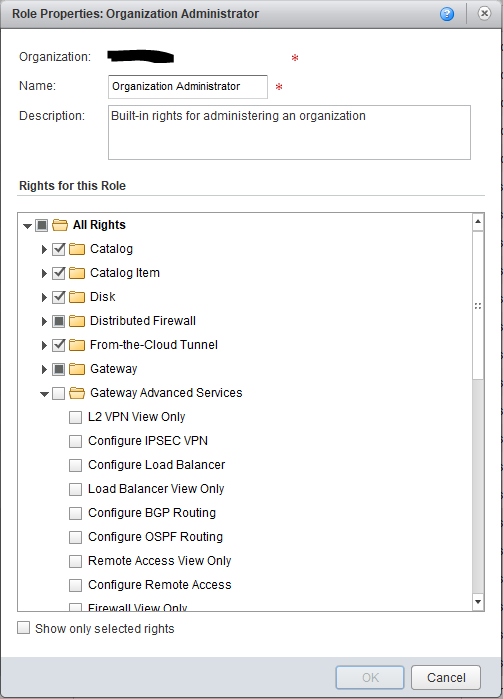 Role Properties: Organization Administrator
?
Organization: *
Name: Organization Administrator *
Description: Built-in rights for administering an organization
Rights for this Role
All Rights
Catalog
Catalog Item
Disk
Distributed Firewall
From-the-Cloud Tunnel
Gateway
Gateway Advanced Services
L2 VPN View Only
Configure IPSEC VPN
Configure Load Balancer
Load Balancer View Only
Configure BGP Routing
Configure OSPF Routing
Remote Access View Only
Configure Remote Access
Firewall View Only
Show only selected rights
OK Cancel